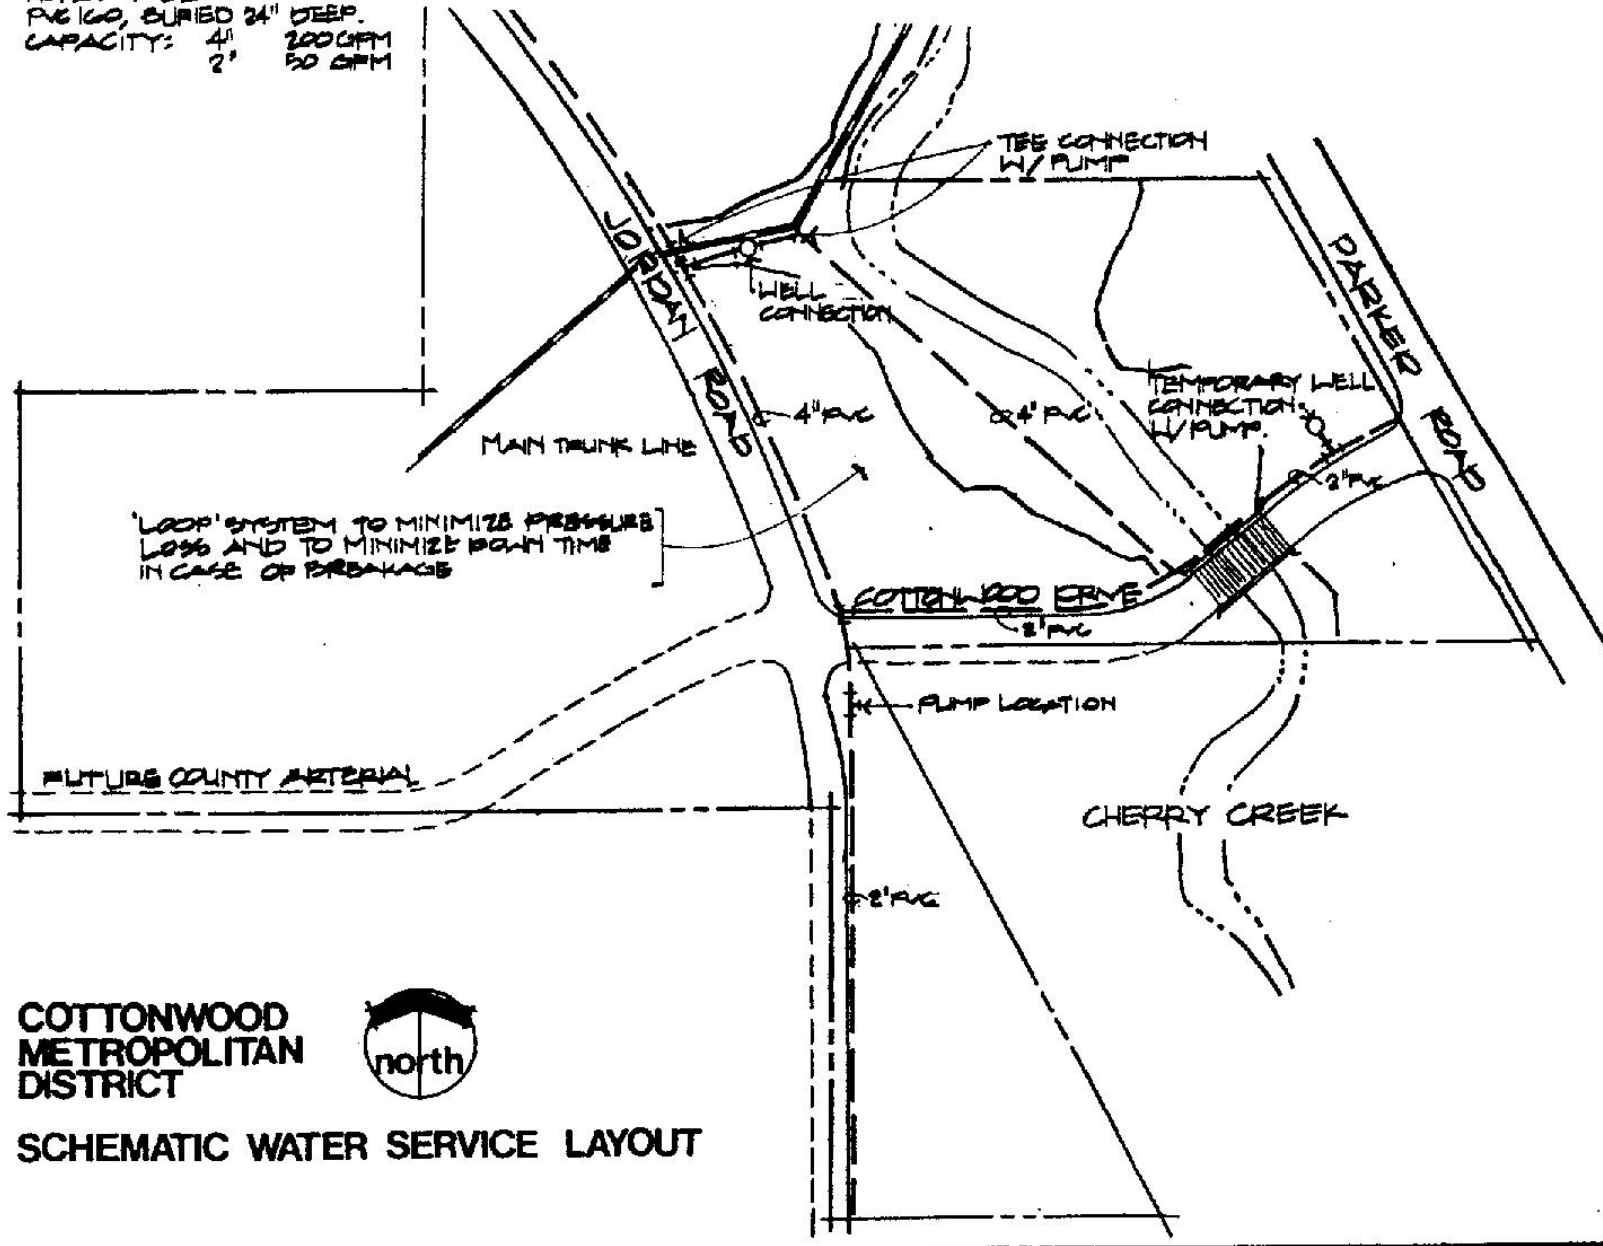 PVC 160, BURIED 24" DEEP.
CAPACITY: 4" 200 GPM
2" 50 GPM
TEE CONNECTION
W/ PUMP
JORDAN ROAD
PARKER ROAD
WELL
CONNECTION
TEMPORARY WELL
CONNECTION
W/ PUMP.
4" PVC
4" PVC
MAIN TRUNK LINE
2" PVC
'LOOP' SYSTEM TO MINIMIZE PRESSURE
LOSS AND TO MINIMIZE DOWN TIME
IN CASE OF BREAKAGE
COTTONWOOD DRIVE
2" PVC
PUMP LOCATION
FUTURE COUNTY ARTERIAL
CHERRY CREEK
2" PVC
COTTONWOOD
METROPOLITAN
DISTRICT
north
SCHEMATIC WATER SERVICE LAYOUT